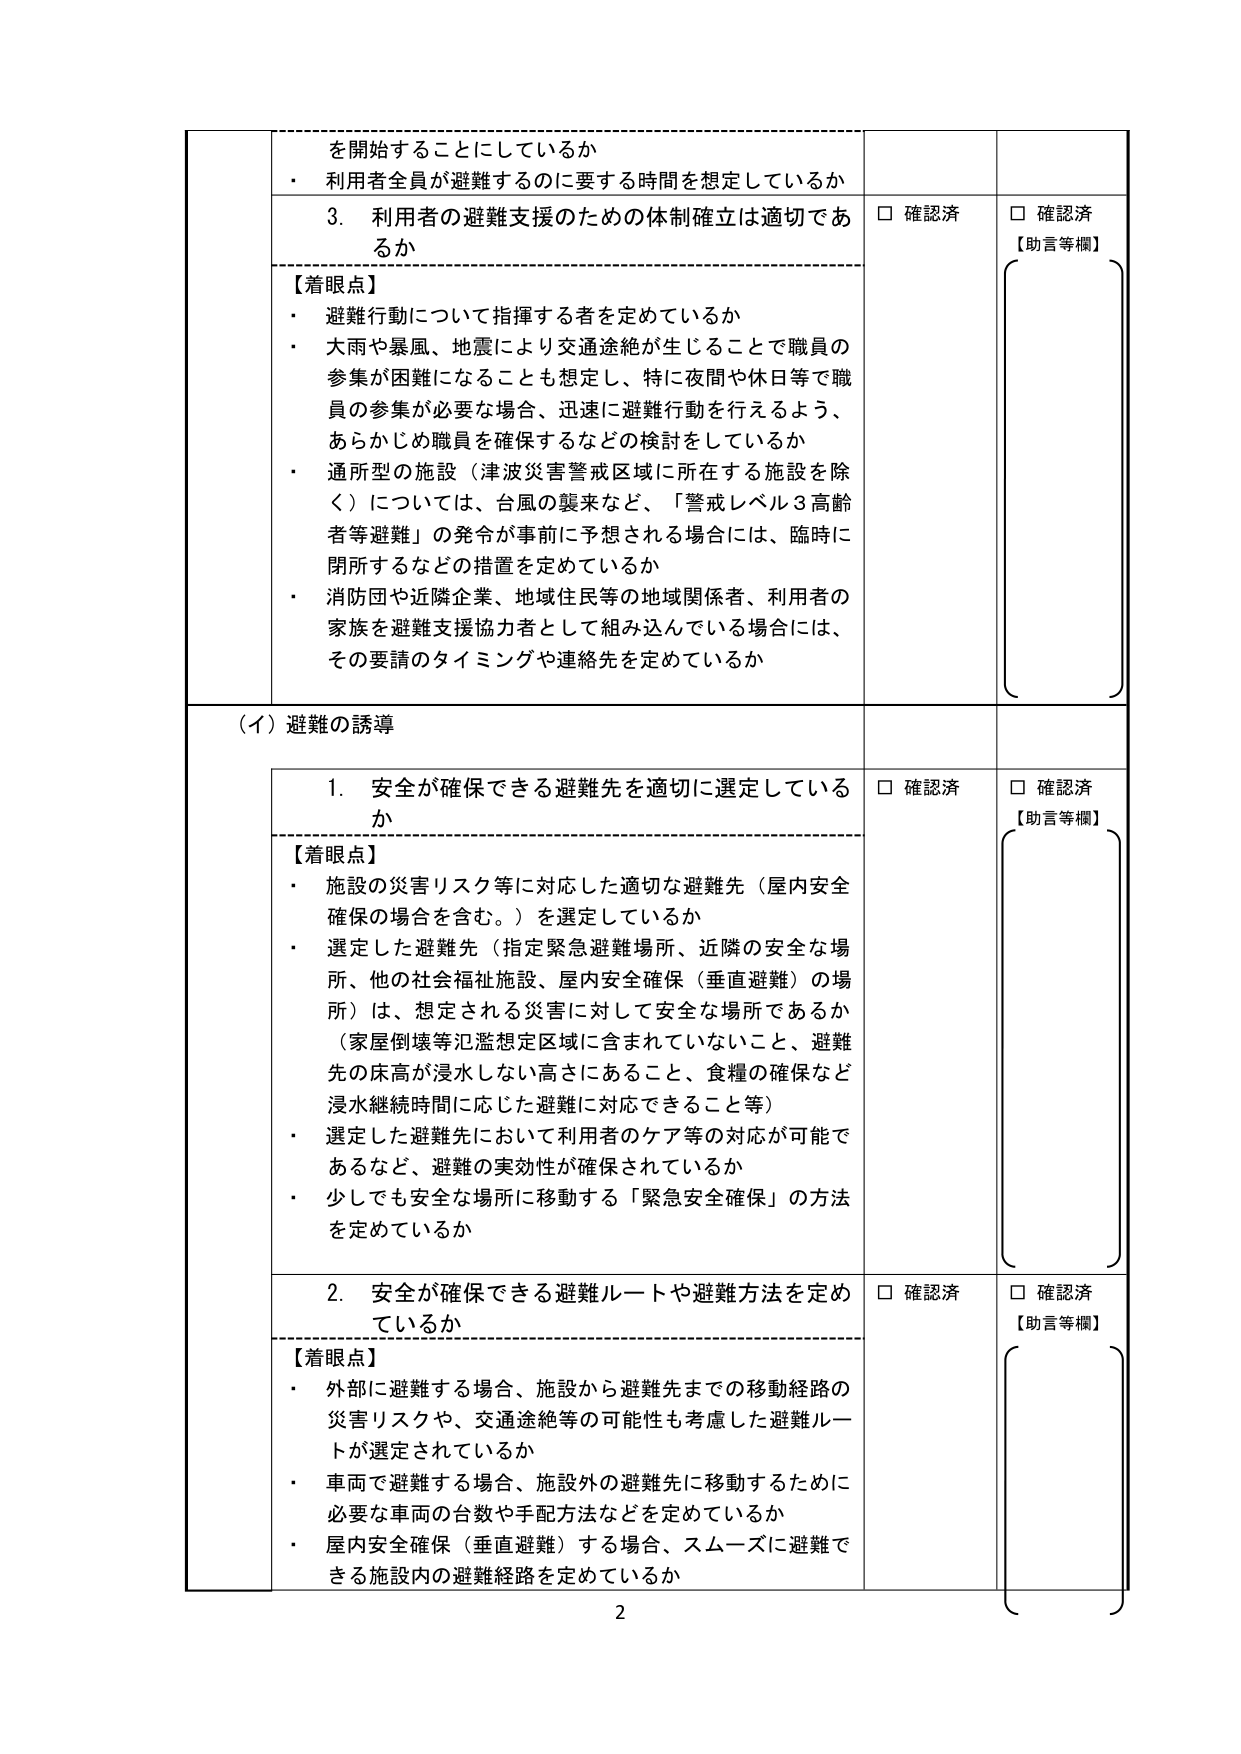 を開始することにしているか
・ 利用者全員が避難するのに要する時間を想定しているか
3. 利用者の避難支援のための体制確立は適切であ
るか
□ 確認済
□ 確認済
【助言等欄】
【着眼点】
・ 避難行動について指揮する者を定めているか
・ 大雨や暴風、地震により交通途絶が生じることで職員の
参集が困難になることも想定し、特に夜間や休日等で職
員の参集が必要な場合、迅速に避難行動を行えるよう、
あらかじめ職員を確保するなどの検討をしているか
・ 通所型の施設（津波災害警戒区域に所在する施設を除
く）については、台風の襲来など、「警戒レベル３高齢
者等避難」の発令が事前に予想される場合には、臨時に
閉所するなどの措置を定めているか
・ 消防団や近隣企業、地域住民等の地域関係者、利用者の
家族を避難支援協力者として組み込んでいる場合には、
その要請のタイミングや連絡先を定めているか
（イ）避難の誘導
1. 安全が確保できる避難先を適切に選定している
か
□ 確認済
□ 確認済
【助言等欄】
【着眼点】
・ 施設の災害リスク等に対応した適切な避難先（屋内安全
確保の場合を含む。）を選定しているか
・ 選定した避難先（指定緊急避難場所、近隣の安全な場
所、他の社会福祉施設、屋内安全確保（垂直避難）の場
所）は、想定される災害に対して安全な場所であるか
（家屋倒壊等氾濫想定区域に含まれていないこと、避難
先の床高が浸水しない高さにあること、食糧の確保など
浸水継続時間に応じた避難に対応できること等）
・ 選定した避難先において利用者のケア等の対応が可能で
あるなど、避難の実効性が確保されているか
・ 少しでも安全な場所に移動する「緊急安全確保」の方法
を定めているか
2. 安全が確保できる避難ルートや避難方法を定め
ているか
□ 確認済
□ 確認済
【助言等欄】
【着眼点】
・ 外部に避難する場合、施設から避難先までの移動経路の
災害リスクや、交通途絶等の可能性も考慮した避難ルー
トが選定されているか
・ 車両で避難する場合、施設外の避難先に移動するために
必要な車両の台数や手配方法などを定めているか
・ 屋内安全確保（垂直避難）する場合、スムーズに避難で
きる施設内の避難経路を定めているか
2